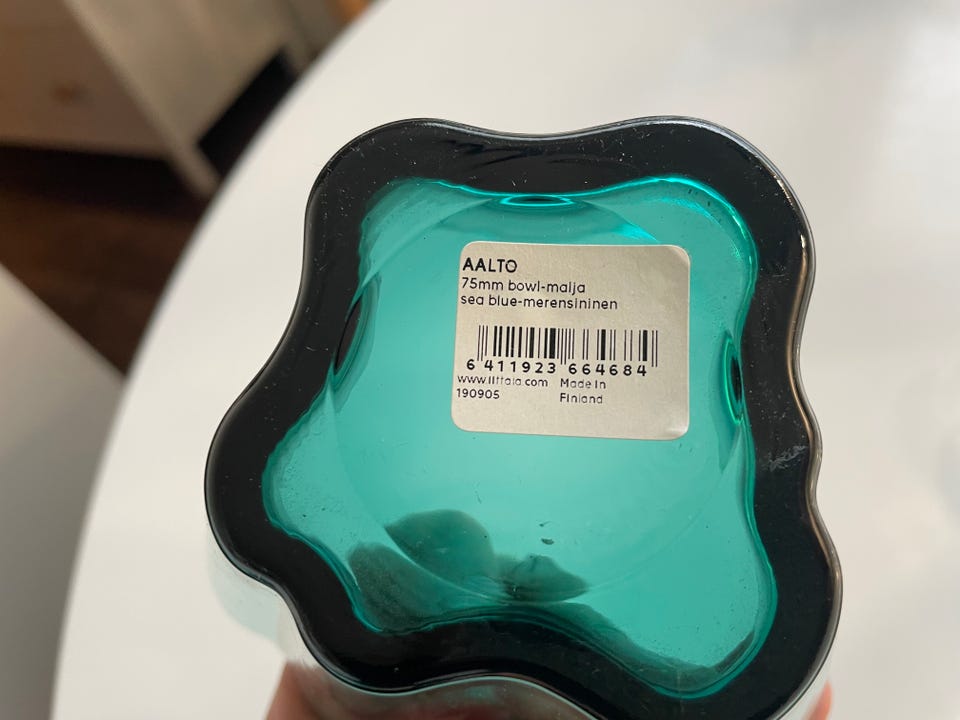 AALTO
75mm bowl-malja
sea blue-merensininen
6 411923 664684
www.iittala.com Made in
190905 Finland